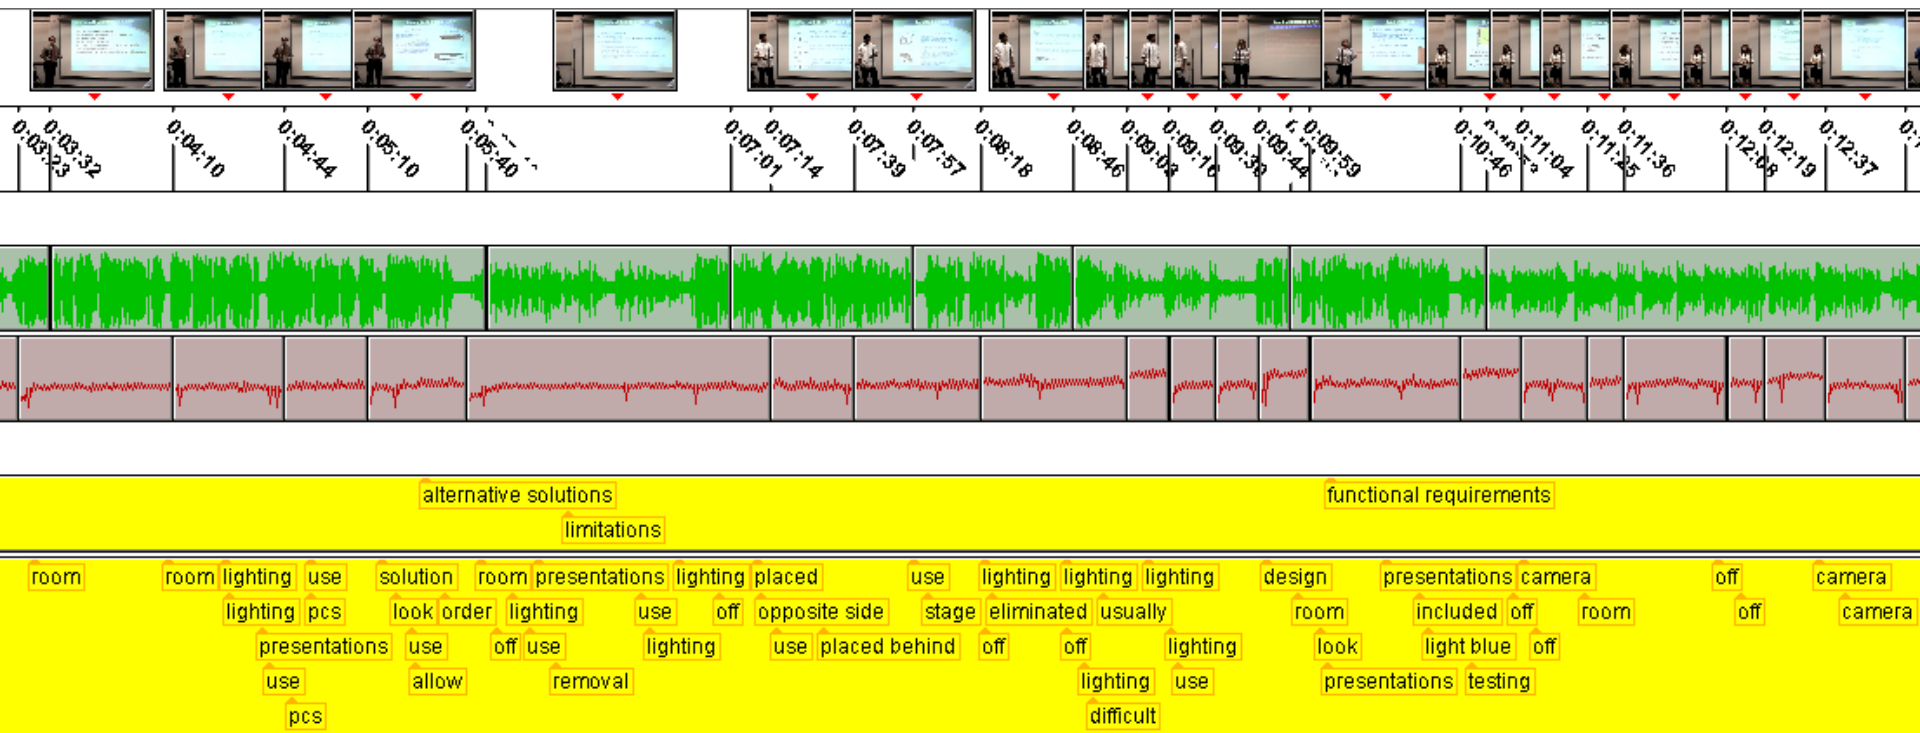 0:03:23 0:03:32 0:04:10 0:04:44 0:05:10 0:05:40 0:07:01 0:07:14 0:07:39 0:07:57 0:08:18 0:08:46 0:09:03 0:09:16 0:09:44 0:09:59 0:10:46 0:11:04 0:11:25 0:11:36 0:12:19 0:12:37
alternative solutions functional requirements
limitations
room room lighting use solution room presentations lighting placed use lighting lighting lighting design presentations camera off camera
lighting pcs look order lighting use off opposite side stage eliminated usually room included off room off camera
presentations use off use lighting use placed behind off off lighting look light blue off
use allow removal lighting use presentations testing
pcs difficult